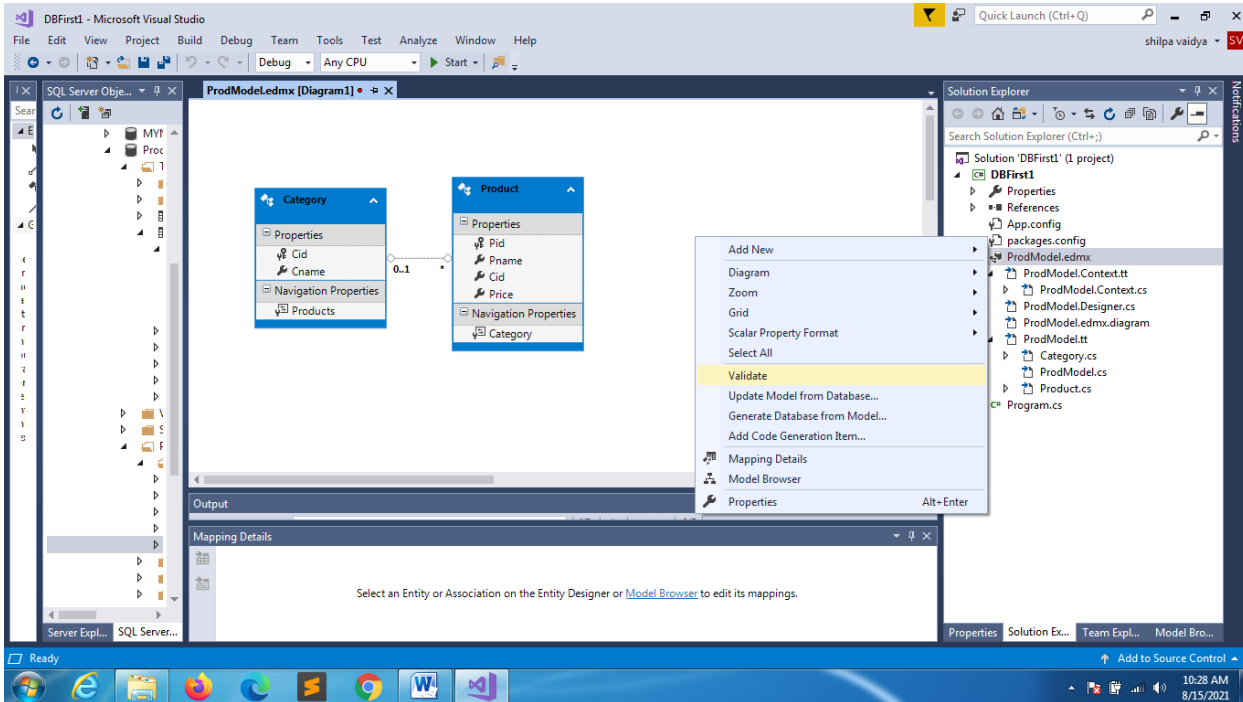 DBFirst1 - Microsoft Visual Studio
Quick Launch (Ctrl+Q)
File Edit View Project Build Debug Team Tools Test Analyze Window Help
shilpa vaidya SV
Debug Any CPU Start
SQL Server Obje...
ProdModel.edmx [Diagram1]
Sear
E
MYN
Proc
Category
Properties
Cid
Cname
Navigation Properties
Products
0..1 *
Product
Properties
Pid
Pname
Cid
Price
Navigation Properties
Category
Add New
Diagram
Zoom
Grid
Scalar Property Format
Select All
Validate
Update Model from Database...
Generate Database from Model...
Add Code Generation Item...
Mapping Details
Model Browser
Properties Alt+Enter
Output
Mapping Details
Select an Entity or Association on the Entity Designer or Model Browser to edit its mappings.
Server Expl... SQL Server...
Solution Explorer
Search Solution Explorer (Ctrl+;)
Solution 'DBFirst1' (1 project)
C# DBFirst1
Properties
References
App.config
packages.config
ProdModel.edmx
ProdModel.Context.tt
ProdModel.Context.cs
ProdModel.Designer.cs
ProdModel.edmx.diagram
ProdModel.tt
Category.cs
ProdModel.cs
Product.cs
C# Program.cs
Properties Solution Ex... Team Expl... Model Bro...
Notifications
Ready
Add to Source Control
10:28 AM
8/15/2021